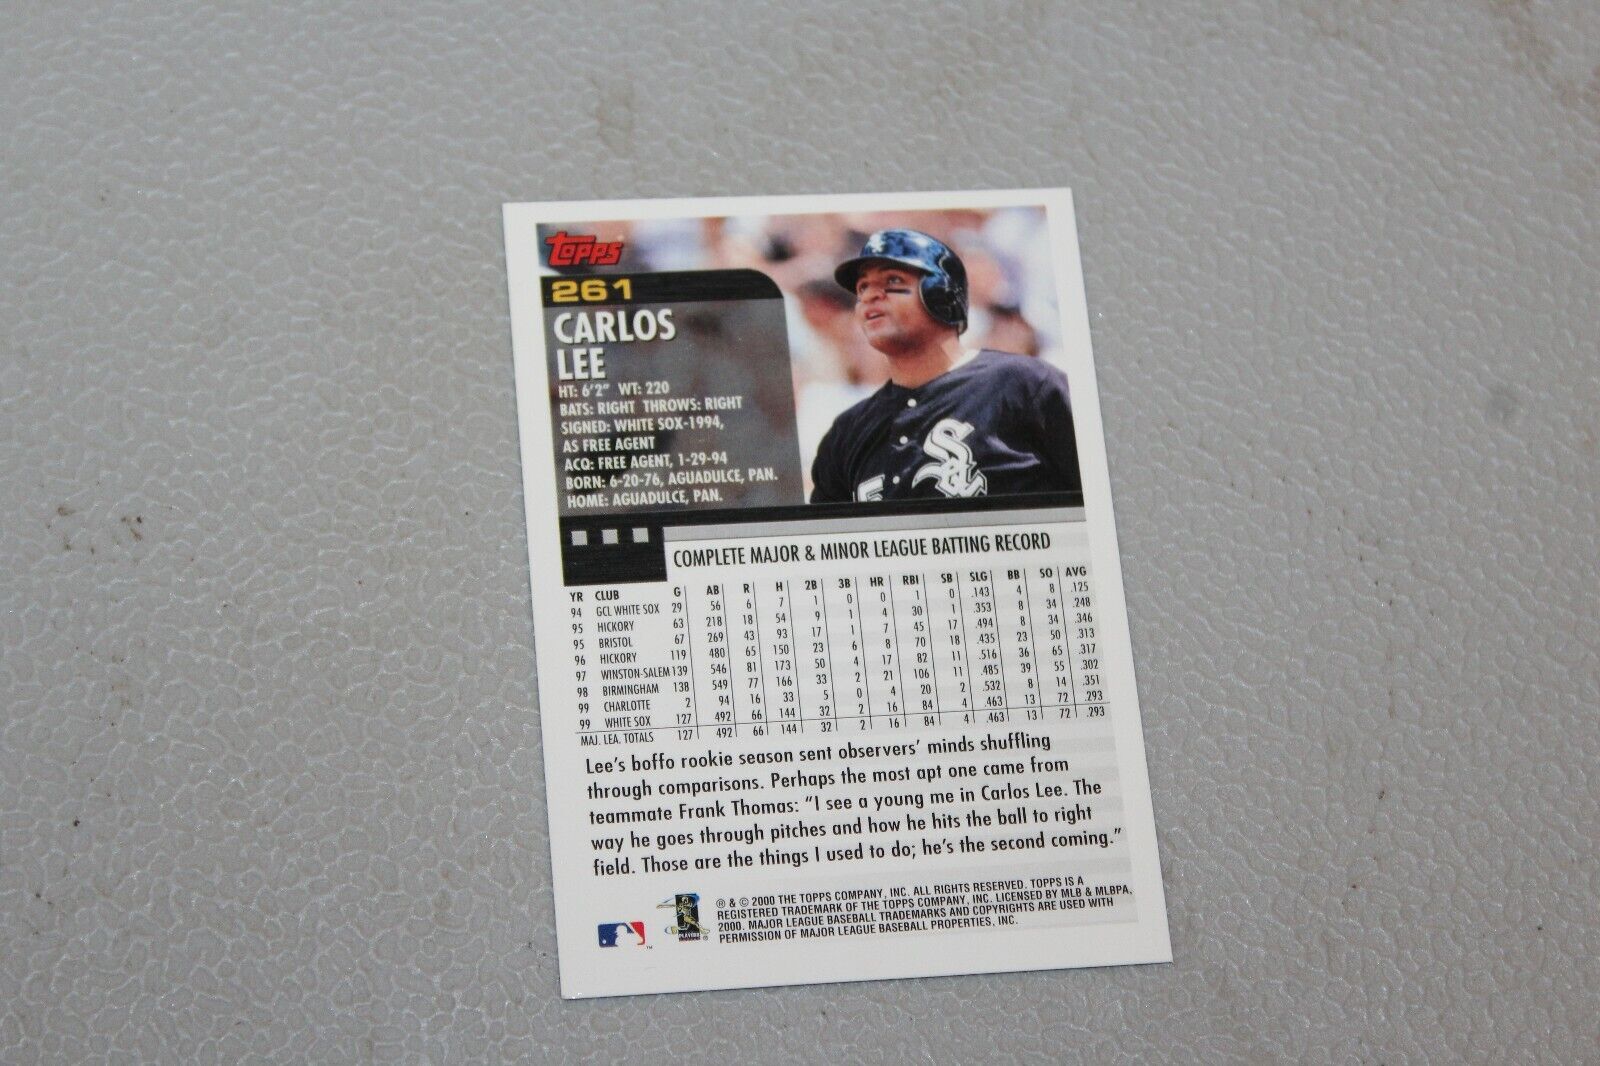 Topps
261
CARLOS
LEE
HT: 6'2" WT: 220
BATS: RIGHT THROWS: RIGHT
SIGNED: WHITE SOX-1994,
AS FREE AGENT
ACQ: FREE AGENT, 1-29-94
BORN: 6-20-76, AGUADULCE, PAN.
HOME: AGUADULCE, PAN.
Sox
COMPLETE MAJOR & MINOR LEAGUE BATTING RECORD
YR CLUB G AB R H 2B 3B HR RBI SB SLG BB SO AVG
94 GCL WHITE SOX 29 56 6 7 1 0 0 1 0 .143 4 8 .125
95 HICKORY 63 218 18 54 9 1 4 30 1 .353 8 34 .248
95 BRISTOL 67 269 43 93 17 1 7 45 17 .494 8 34 .346
96 HICKORY 119 480 65 150 23 6 8 70 18 .435 23 50 .313
97 WINSTON-SALEM 139 546 81 173 50 4 17 82 11 .516 36 65 .317
98 BIRMINGHAM 138 549 77 166 33 2 21 106 11 .485 39 55 .302
99 CHARLOTTE 2 94 16 33 5 0 4 20 2 .532 8 14 .351
99 WHITE SOX 127 492 66 144 32 2 16 84 4 .463 13 72 .293
MAJ. LEA. TOTALS 127 492 66 144 32 2 16 84 4 .463 13 72 .293
Lee's boffo rookie season sent observers' minds shuffling
through comparisons. Perhaps the most apt one came from
teammate Frank Thomas: "I see a young me in Carlos Lee. The
way he goes through pitches and how he hits the ball to right
field. Those are the things I used to do; he's the second coming."
® & © 2000 THE TOPPS COMPANY, INC. ALL RIGHTS RESERVED. TOPPS IS A
REGISTERED TRADEMARK OF THE TOPPS COMPANY, INC. LICENSED BY MLB & MLBPA,
2000. MAJOR LEAGUE BASEBALL TRADEMARKS AND COPYRIGHTS ARE USED WITH
PERMISSION OF MAJOR LEAGUE BASEBALL PROPERTIES, INC.
PLAYERS